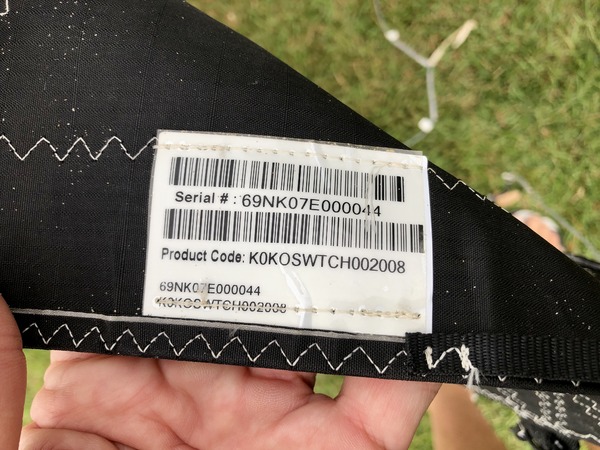 Serial # : 69NK07E000044
Product Code: K0KOSWTCH002008
69NK07E000044
K0KOSWTCH002008